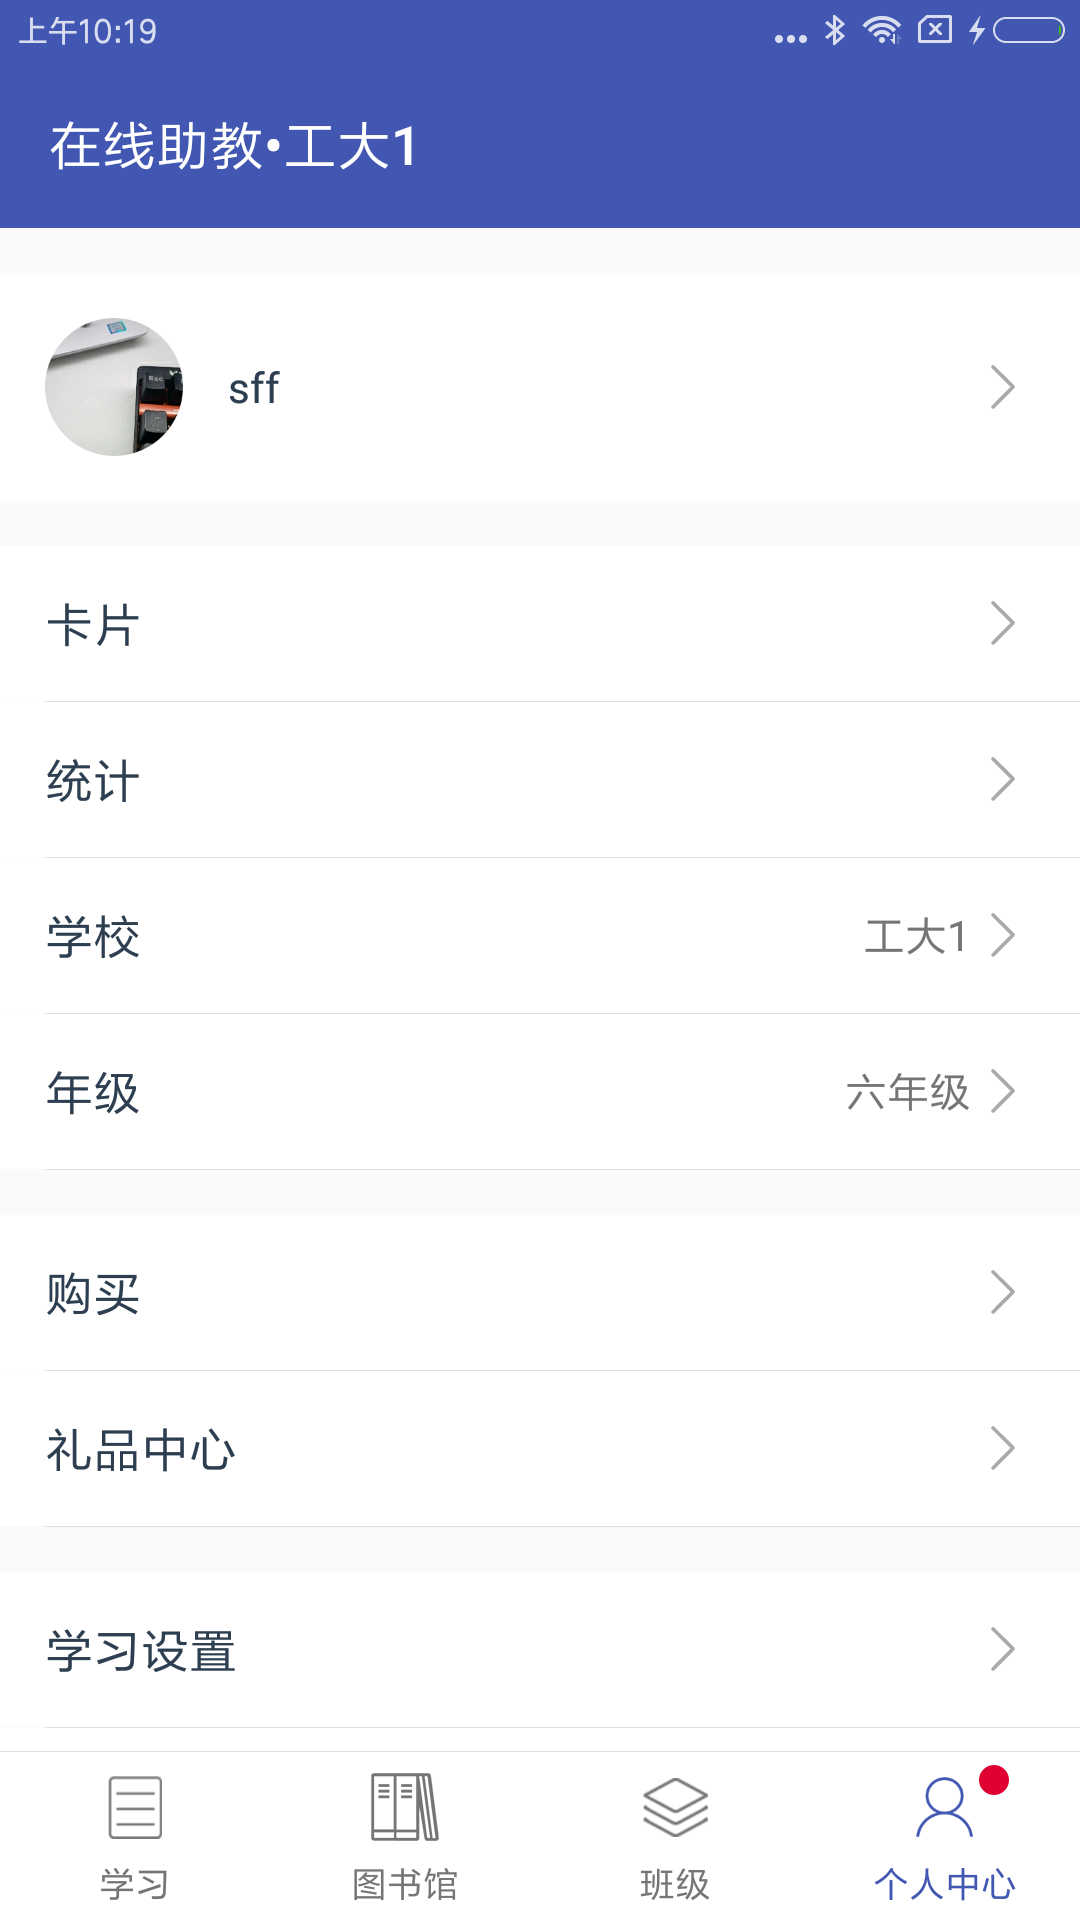 上午10:19
在线助教•工大1
sff
卡片
统计
学校 工大1
年级 六年级
购买
礼品中心
学习设置
学习 图书馆 班级 个人中心